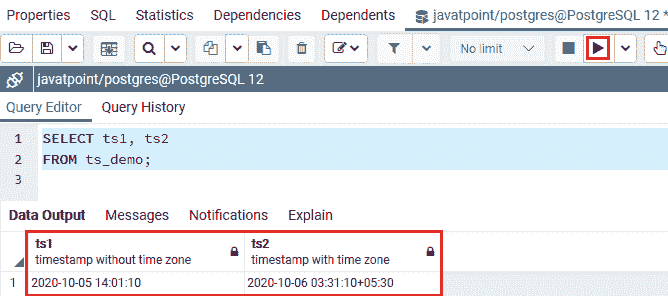 Properties SQL Statistics Dependencies Dependents javatpoint/postgres@PostgreSQL 12 *
No limit
javatpoint/postgres@PostgreSQL 12
Query Editor Query History
1 SELECT ts1, ts2
2 FROM ts_demo;
3
Data Output Messages Notifications Explain
ts1 ts2
timestamp without time zone timestamp with time zone
1 2020-10-05 14:01:10 2020-10-06 03:31:10+05:30